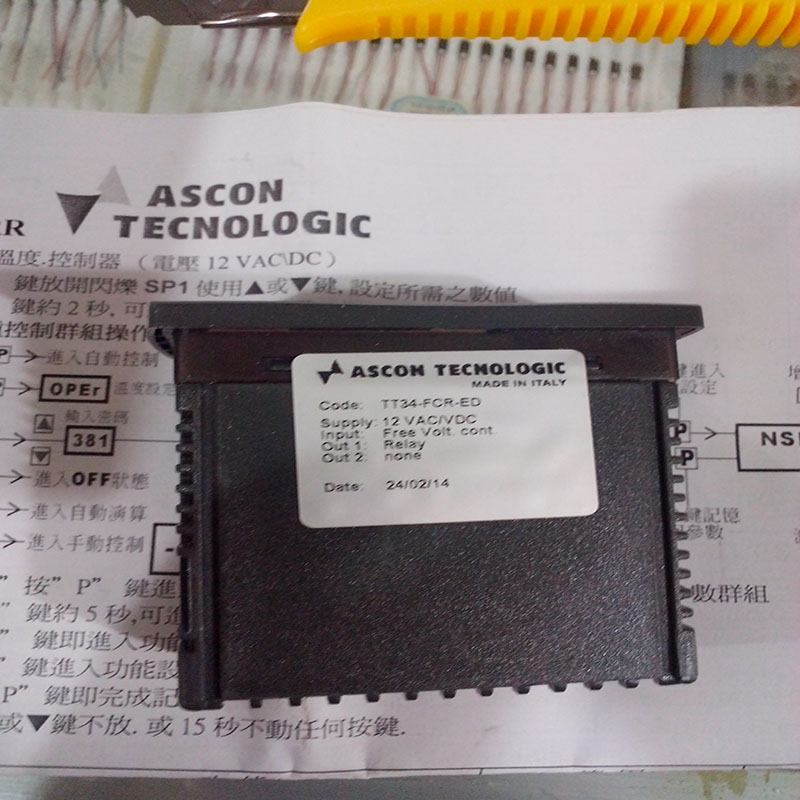 ASCON
TECNOLOGIC
溫度.控制器（電壓 12 VAC\DC）
鍵放開閃爍 SP1 使用▲或▼鍵, 設定所需之數值
鍵約 2 秒, 可
控制群組操作
進入自動控制
OPEr 溫度設定
輸入密碼
381
進入OFF狀態
進入自動演算
進入手動控制
鍵進入
設定
P
P
NS
鍵記憶
參數
ASCON TECNOLOGIC
MADE IN ITALY
Code: TT34-FCR-ED
Supply: 12 VAC/VDC
Input: Free Volt. cont.
Out 1: Relay
Out 2: none
Date: 24/02/14
” 按” P” 鍵進
” 鍵約 5 秒,可進
數群組
” 鍵即進入功能
” 鍵進入功能設
P” 鍵即完成記
或▼鍵不放. 或 15 秒不動任何按鍵.